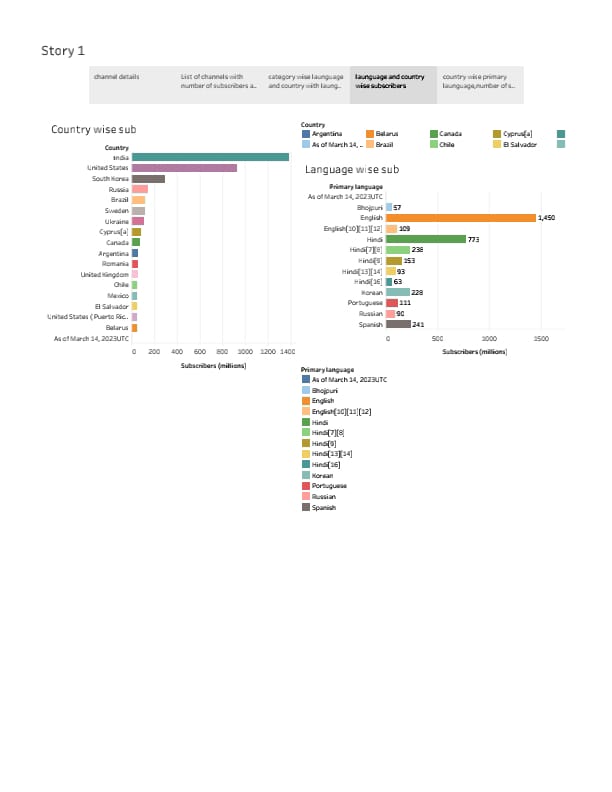 Story 1
channel details
List of channels with
number of subscribers a..
category wise launguage
and country with laung..
launguage and country
wise subscribers
country wise primary
launguage,number of s..
Country wise sub
Country
India
United States
South Korea
Russia
Brazil
Sweden
Ukraine
Cyprus[a]
Canada
Argentina
Romania
United Kingdom
Chile
Mexico
El Salvador
United States ( Puerto Ric..
Belarus
As of March 14, 2023UTC
0 200 400 600 800 1000 1200 1400
Subscribers (millions)
Country
Argentina Belarus Canada Cyprus[a]
As of March 14, .. Brazil Chile El Salvador
Language wise sub
Primary language
As of March 14, 2023UTC
Bhojpuri 57
English 1,450
English[10][11][12] 109
Hindi 773
Hindi[7][8] 238
Hindi[9] 153
Hindi[13][14] 93
Hindi[16] 63
Korean 228
Portuguese 111
Russian 90
Spanish 241
0 500 1000 1500
Subscribers (millions)
Primary language
As of March 14, 2023UTC
Bhojpuri
English
English[10][11][12]
Hindi
Hindi[7][8]
Hindi[9]
Hindi[13][14]
Hindi[16]
Korean
Portuguese
Russian
Spanish